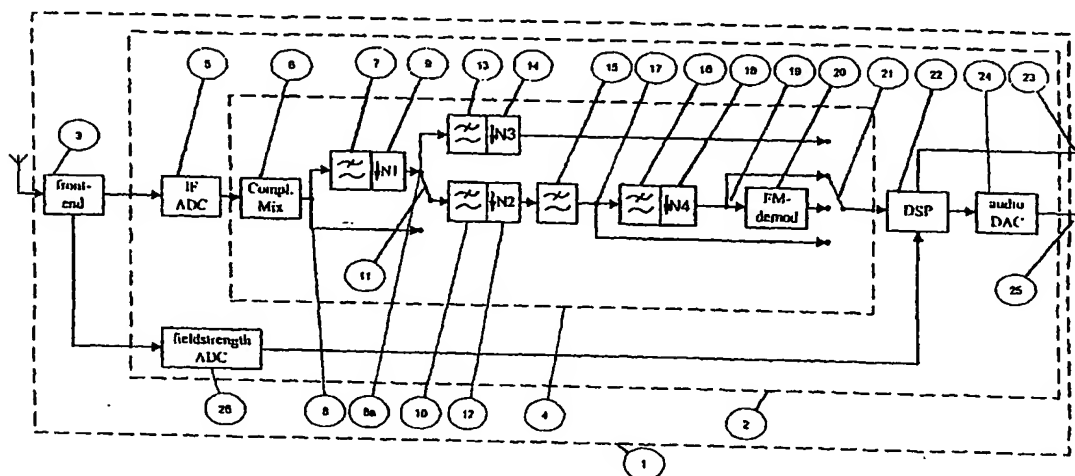 5
6
7
9
13
14
15
17
16
18
19
20
21
22
24
23
3
front-
end
IF
ADC
Compl.
Mix
↓N1
↓N3
↓N2
↓N4
FM-
demod
DSP
audio
DAC
11
25
fieldstrength
ADC
26
8
8a
10
12
4
2
1